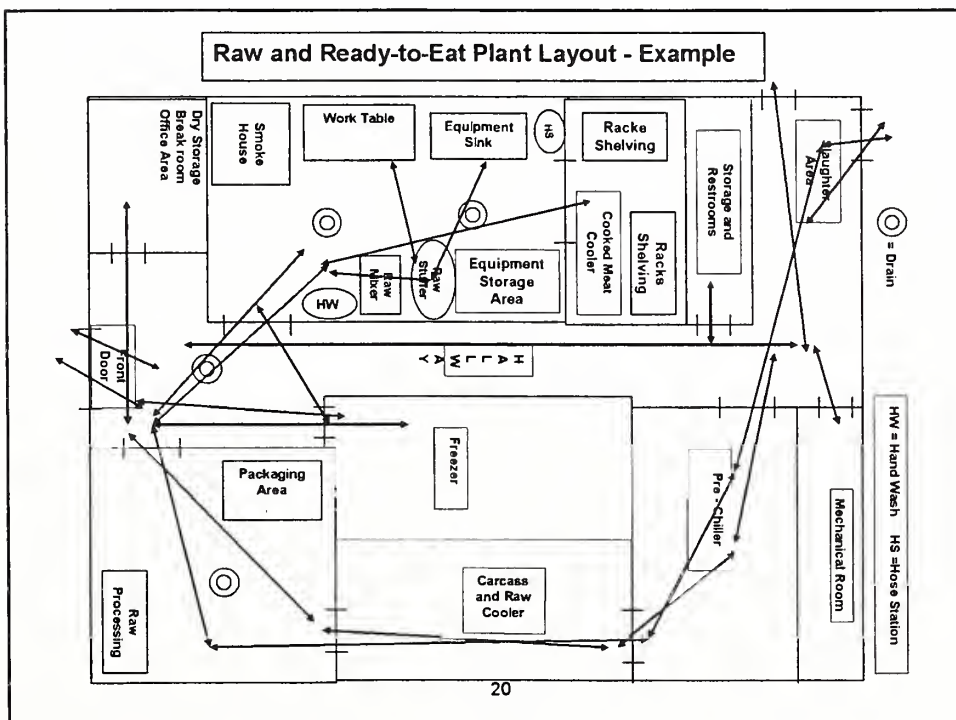 Raw and Ready-to-Eat Plant Layout - Example
Dry Storage
Break room
Office Area
Smoke
House
Work Table
Equipment
Sink
HS
Racke
Shelving
Storage and
Restrooms
Slaughter
Area
= Drain
HW
Raw
Mixer
Raw
Stuffer
Equipment
Storage
Area
Cooked Meat
Cooler
Racks
Shelving
HALLWAY
Front
Door
Freezer
Packaging
Area
Pre - Chiller
Mechanical Room
HW = Hand Wash HS =Hose Station
Raw
Processing
Carcass
and Raw
Cooler
20